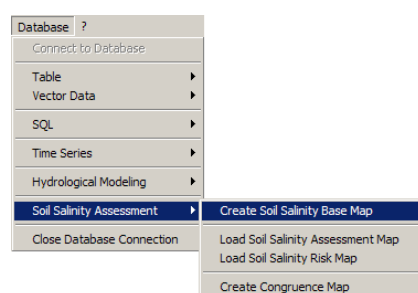 Database ?
Connect to Database
Table
Vector Data
SQL
Time Series
Hydrological Modeling
Soil Salinity Assessment
Close Database Connection
Create Soil Salinity Base Map
Load Soil Salinity Assessment Map
Load Soil Salinity Risk Map
Create Congruence Map